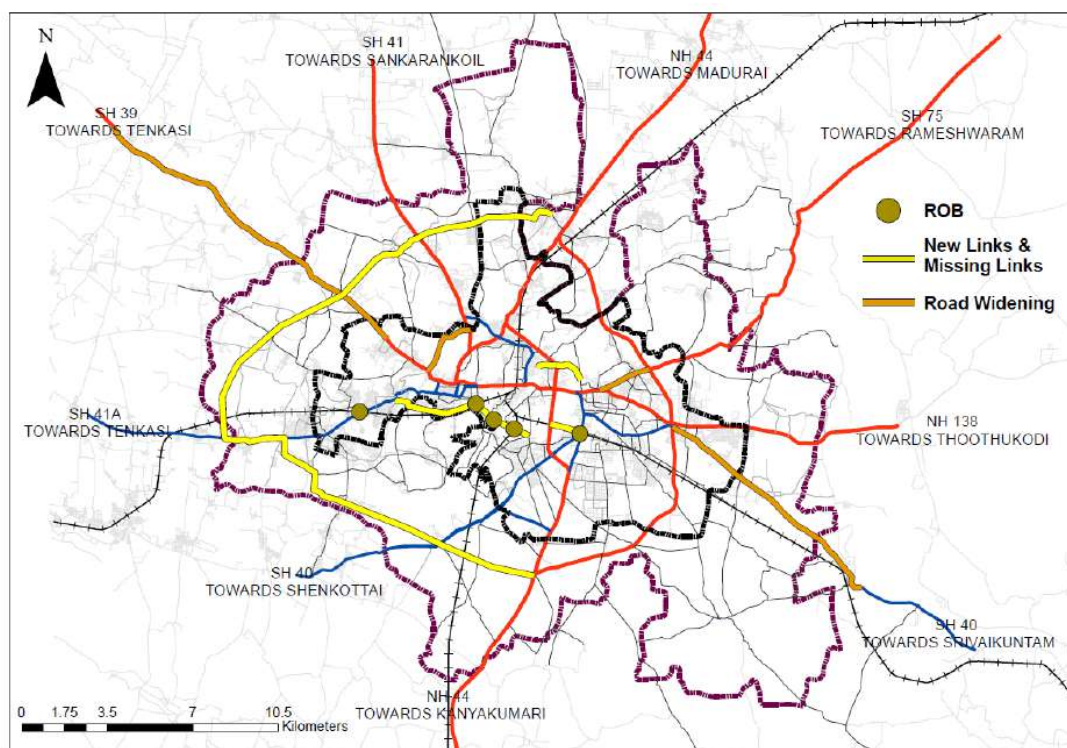 N
SH 41
TOWARDS SANKARANKOIL
NH 44
TOWARDS MADURAI
SH 39
TOWARDS TENKASI
SH 75
TOWARDS RAMESHWARAM
ROB
New Links &
Missing Links
Road Widening
SH 41A
TOWARDS TENKASI
NH 138
TOWARDS THOOTHUKODI
SH 40
TOWARDS SHENKOTTAI
SH 40
TOWARDS SRIVAIKUNTAM
NH 44
TOWARDS KANYAKUMARI
0 1.75 3.5 7 10.5
Kilometers